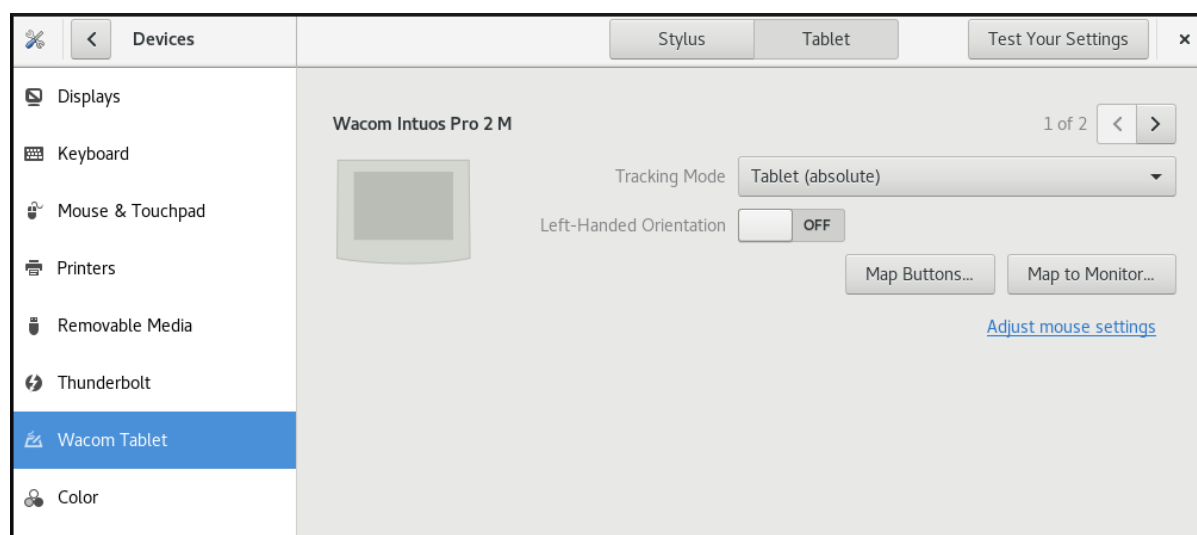 Devices
Stylus
Tablet
Test Your Settings
Displays
Keyboard
Mouse & Touchpad
Printers
Removable Media
Thunderbolt
Wacom Tablet
Color
Wacom Intuos Pro 2 M
1 of 2
Tracking Mode
Tablet (absolute)
Left-Handed Orientation
OFF
Map Buttons...
Map to Monitor...
Adjust mouse settings